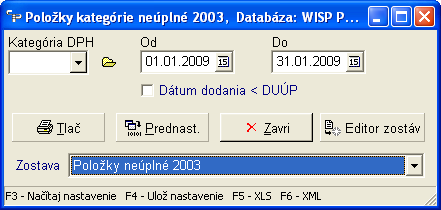 Položky kategórie neúplné 2003, Databáza: WISP P...
Kategória DPH Od Do
01.01.2009 15 31.01.2009 15
Dátum dodania < DUÚP
Tlač Prednast. Zavri Editor zostáv
Zostava Položky neúplné 2003
F3 - Načítaj nastavenie F4 - Ulož nastavenie F5 - XLS F6 - XML